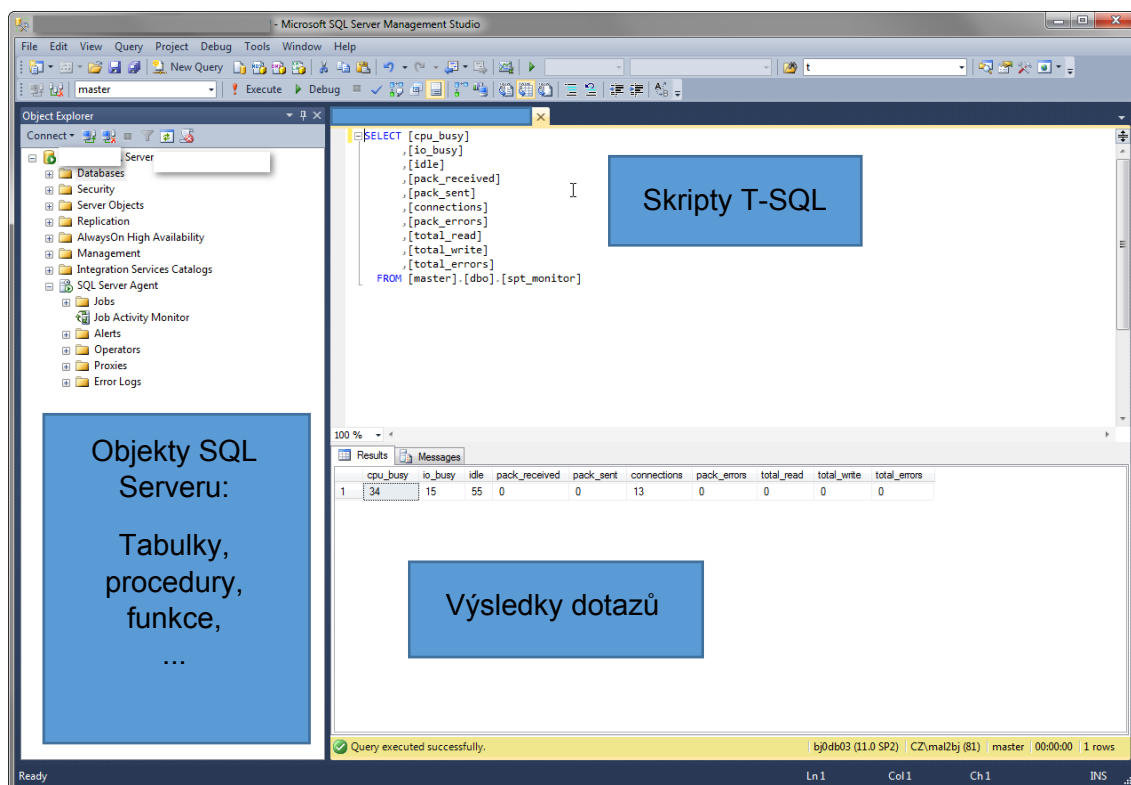 - Microsoft SQL Server Management Studio
File Edit View Query Project Debug Tools Window Help
New Query t
master Execute Debug
Object Explorer
Connect
Server
Databases
Security
Server Objects
Replication
AlwaysOn High Availability
Management
Integration Services Catalogs
SQL Server Agent
Jobs
Job Activity Monitor
Alerts
Operators
Proxies
Error Logs
Objekty SQL
Serveru:
Tabulky,
procedury,
funkce,
...
SELECT [cpu_busy]
,[io_busy]
,[idle]
,[pack_received]
,[pack_sent]
,[connections]
,[pack_errors]
,[total_read]
,[total_write]
,[total_errors]
FROM [master].[dbo].[spt_monitor]
Skripty T-SQL
100 %
Results Messages
cpu_busy io_busy idle pack_received pack_sent connections pack_errors total_read total_write total_errors
1 34 15 55 0 0 13 0 0 0 0
Výsledky dotazů
Query executed successfully. bj0db03 (11.0 SP2) CZ\mal2bj (81) master 00:00:00 1 rows
Ready Ln 1 Col 1 Ch 1 INS